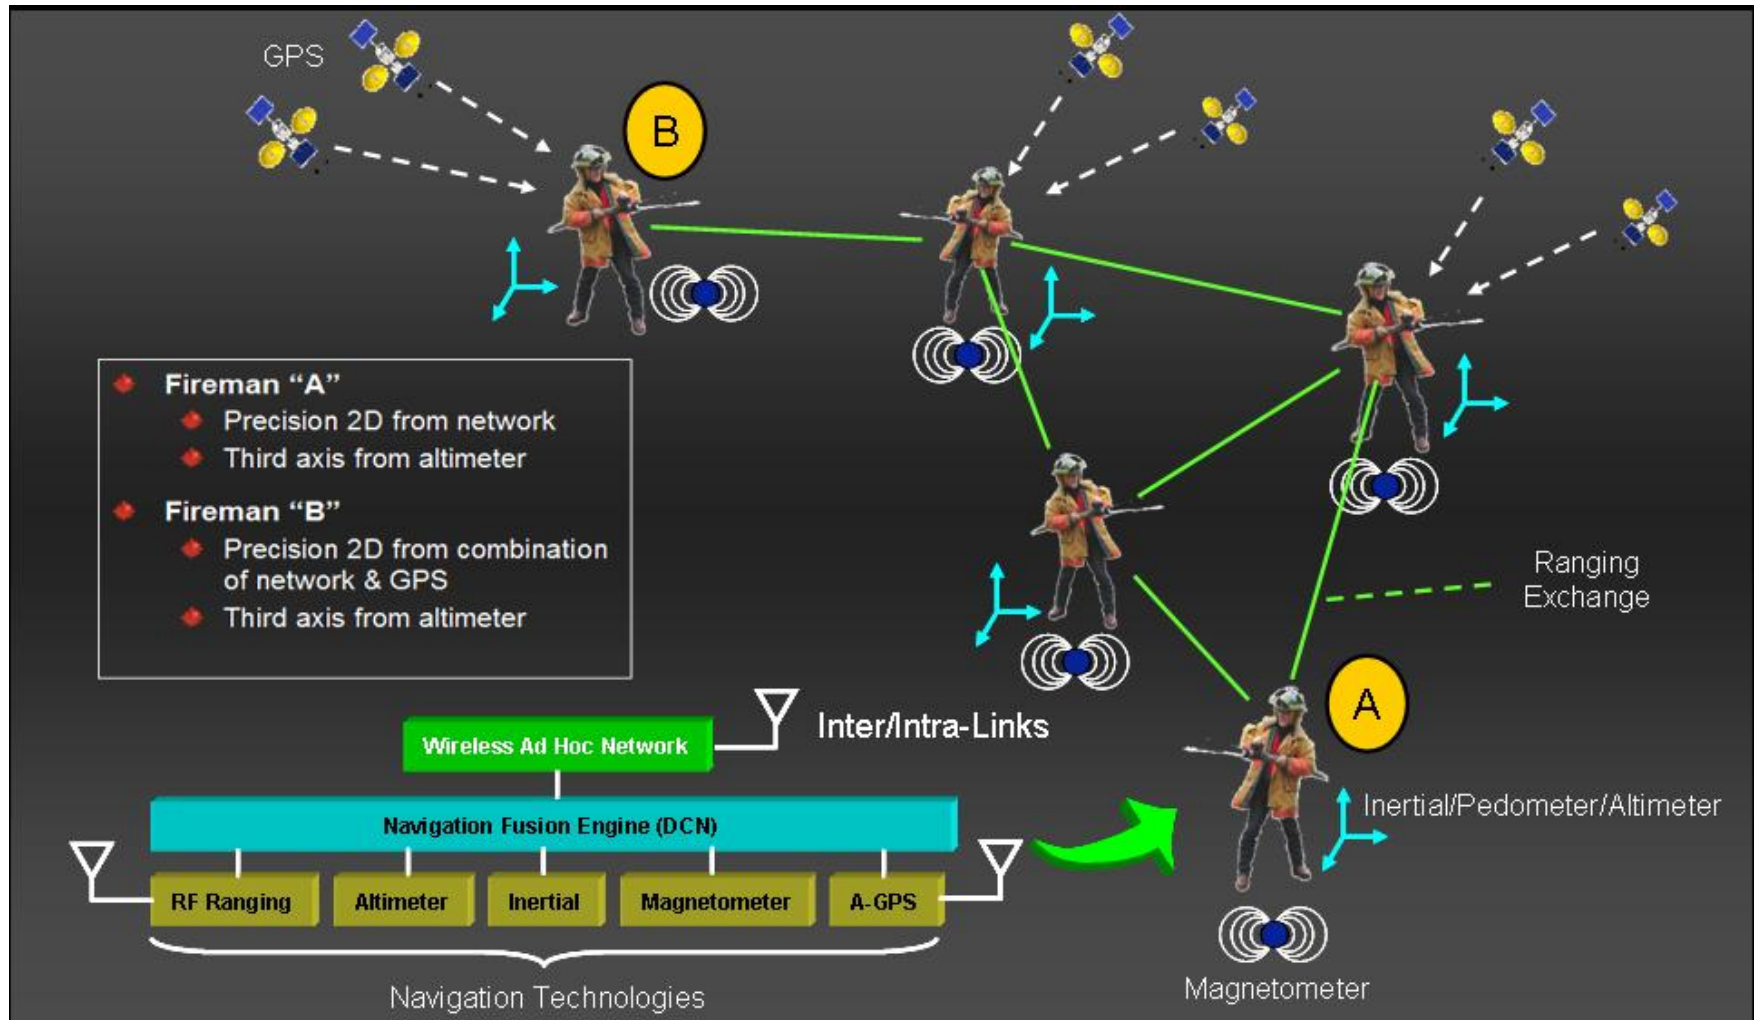 GPS
B
Fireman “A”
Precision 2D from network
Third axis from altimeter
Fireman “B”
Precision 2D from combination
of network & GPS
Third axis from altimeter
Ranging
Exchange
A
Inter/Intra-Links
Wireless Ad Hoc Network
Inertial/Pedometer/Altimeter
Navigation Fusion Engine (DCN)
RF Ranging
Altimeter
Inertial
Magnetometer
A-GPS
Navigation Technologies
Magnetometer